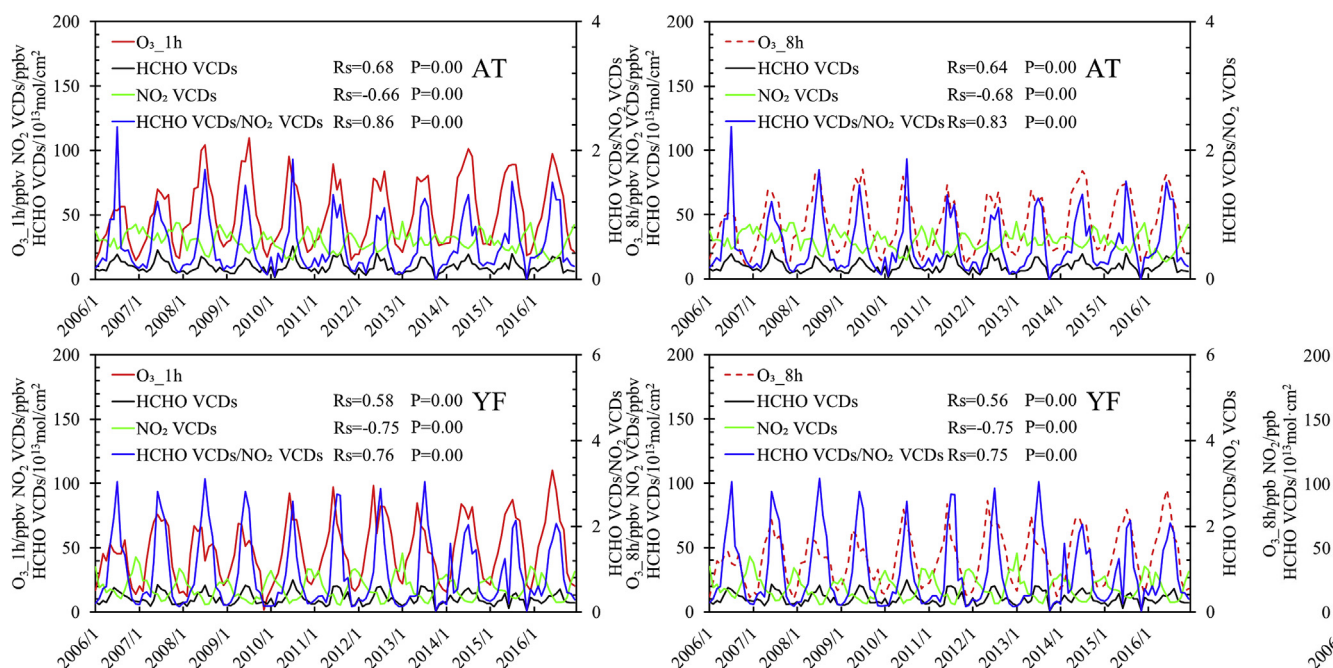 200
150
100
50
0
O₃_1h/ppbv NO₂ VCDs/ppbv
HCHO VCDs/10¹³mol/cm²
O₃_1h
HCHO VCDs Rs=0.68 P=0.00 AT
NO₂ VCDs Rs=-0.66 P=0.00
HCHO VCDs/NO₂ VCDs Rs=0.86 P=0.00
4
2
0
HCHO VCDs/NO₂ VCDs
2006/1 2007/1 2008/1 2009/1 2010/1 2011/1 2012/1 2013/1 2014/1 2015/1 2016/1
200
150
100
50
0
O₃_8h/ppbv NO₂ VCDs/ppbv
HCHO VCDs/10¹³mol/cm²
O₃_8h
HCHO VCDs Rs=0.64 P=0.00 AT
NO₂ VCDs Rs=-0.68 P=0.00
HCHO VCDs/NO₂ VCDs Rs=0.83 P=0.00
4
3
2
1
0
HCHO VCDs/NO₂ VCDs
2006/1 2007/1 2008/1 2009/1 2010/1 2011/1 2012/1 2013/1 2014/1 2015/1 2016/1
200
150
100
50
0
O₃_1h/ppbv NO₂ VCDs/ppbv
HCHO VCDs/10¹³mol/cm²
O₃_1h
HCHO VCDs Rs=0.58 P=0.00 YF
NO₂ VCDs Rs=-0.75 P=0.00
HCHO VCDs/NO₂ VCDs Rs=0.76 P=0.00
6
4
2
0
HCHO VCDs/NO₂ VCDs
2006/1 2007/1 2008/1 2009/1 2010/1 2011/1 2012/1 2013/1 2014/1 2015/1 2016/1
200
150
100
50
0
O₃_8h/ppbv NO₂ VCDs/ppbv
HCHO VCDs/10¹³mol/cm²
O₃_8h
HCHO VCDs Rs=0.56 P=0.00 YF
NO₂ VCDs Rs=-0.75 P=0.00
HCHO VCDs/NO₂ VCDs Rs=0.75 P=0.00
6
4
2
0
HCHO VCDs/NO₂ VCDs
2006/1 2007/1 2008/1 2009/1 2010/1 2011/1 2012/1 2013/1 2014/1 2015/1 2016/1
O₃_8h/ppb NO₂/ppb
HCHO VCDs/10¹³mol·cm²
200
150
100
50
0